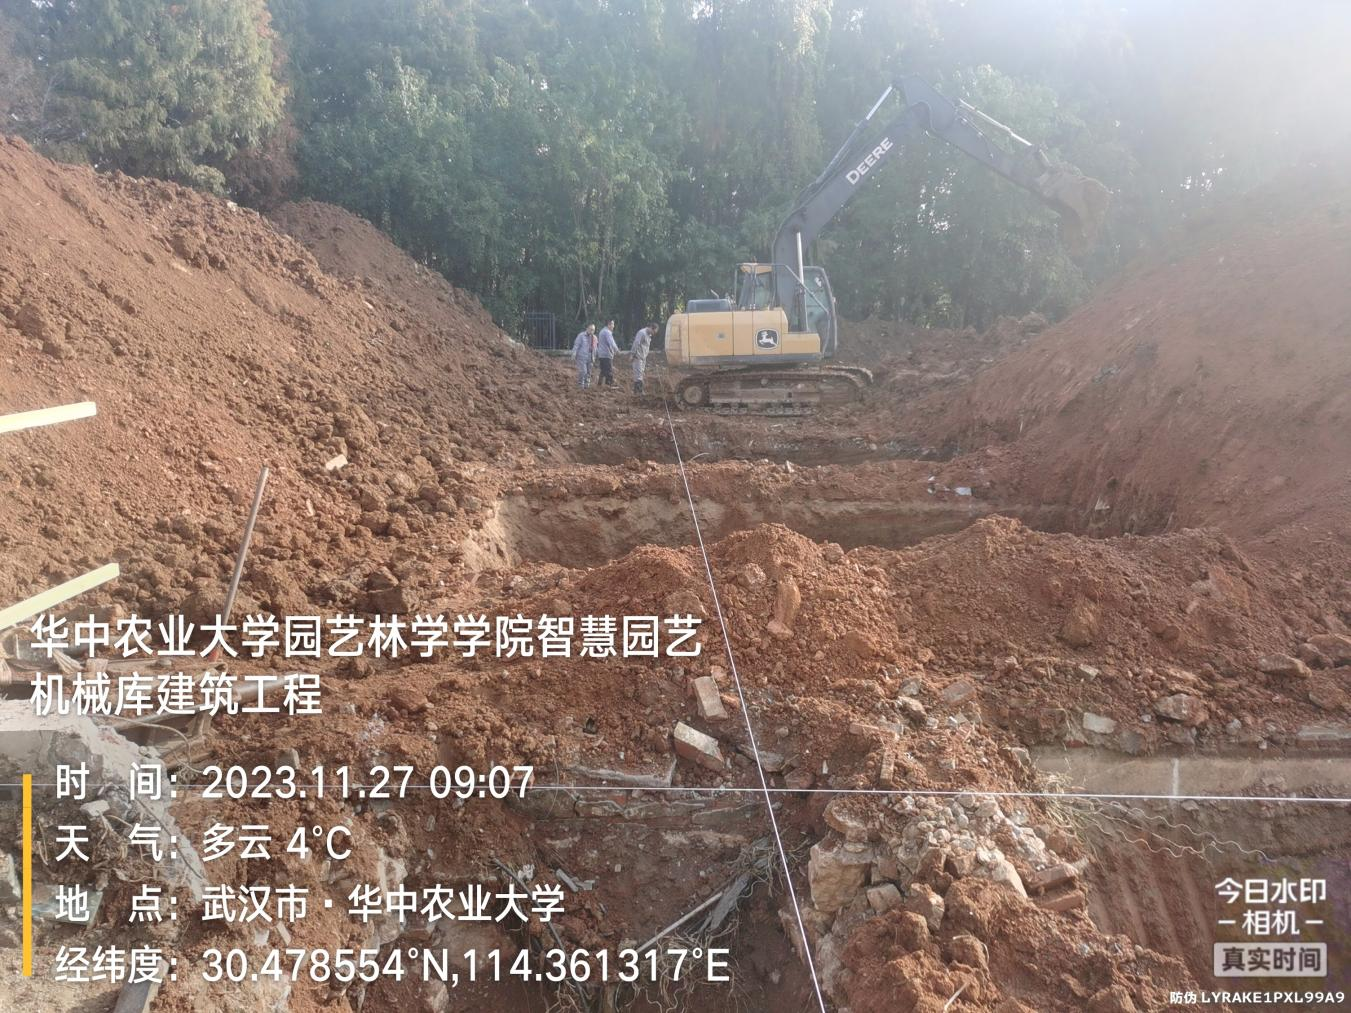 DEERE
华中农业大学园艺林学学院智慧园艺
机械库建筑工程
时 间：2023.11.27 09:07
天 气：多云 4℃
地 点：武汉市·华中农业大学
经纬度：30.478554°N,114.361317°E
今日水印
相机
真实时间
防伪 LYRAKE1PXL99A9